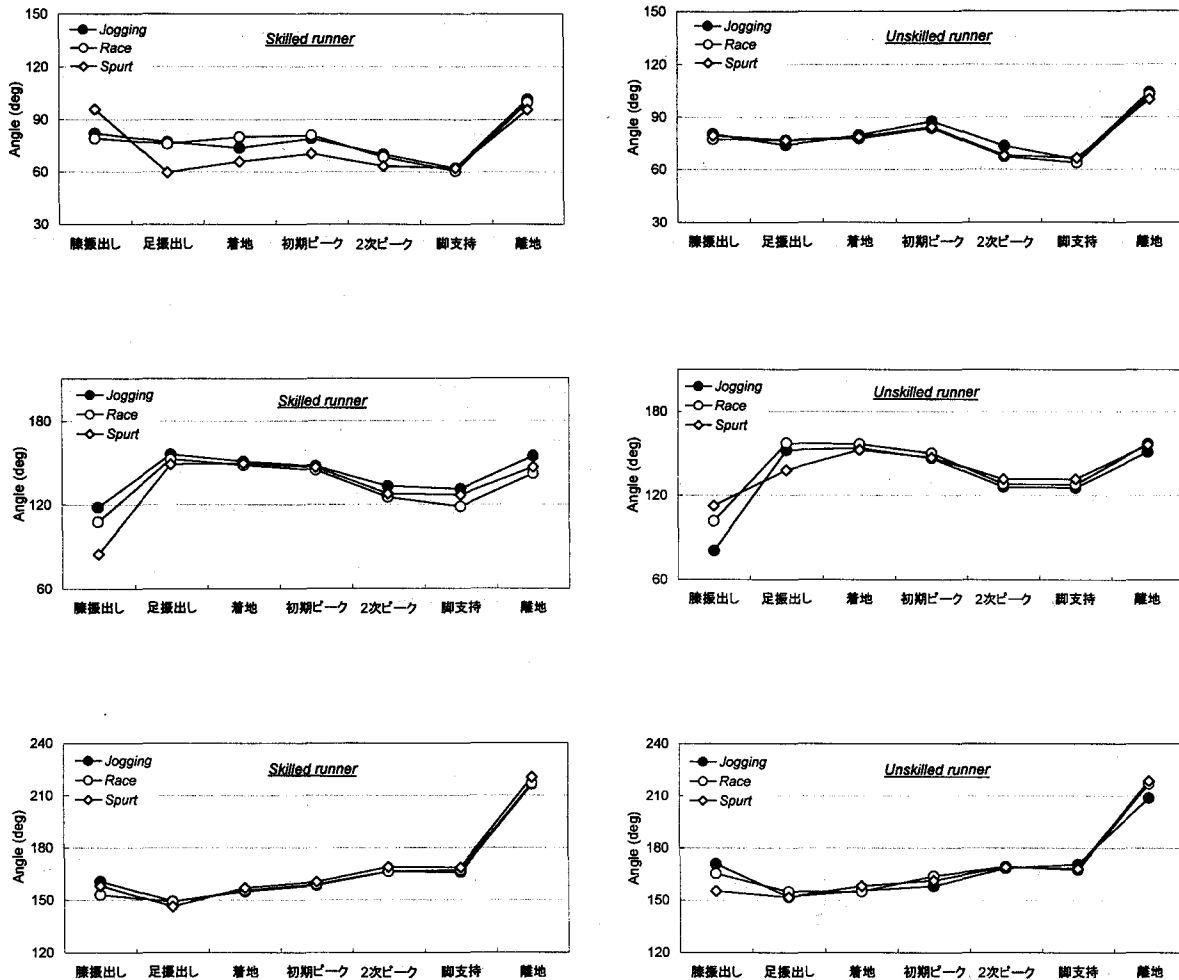 150
120
90
60
30
Angle (deg)
Jogging
Race
Spurt
Skilled runner
膝振出し 足振出し 着地 初期ピーク 2次ピーク 脚支持 離地
150
120
90
60
30
Angle (deg)
Jogging
Race
Spurt
Unskilled runner
膝振出し 足振出し 着地 初期ピーク 2次ピーク 脚支持 離地
180
120
60
Angle (deg)
Jogging
Race
Spurt
Skilled runner
膝振出し 足振出し 着地 初期ピーク 2次ピーク 脚支持 離地
180
120
60
Angle (deg)
Jogging
Race
Spurt
Unskilled runner
膝振出し 足振出し 着地 初期ピーク 2次ピーク 脚支持 離地
240
210
180
150
120
Angle (deg)
Jogging
Race
Spurt
Skilled runner
膝振出し 足振出し 着地 初期ピーク 2次ピーク 脚支持 離地
240
210
180
150
120
Angle (deg)
Jogging
Race
Spurt
Unskilled runner
膝振出し 足振出し 着地 初期ピーク 2次ピーク 脚支持 離地